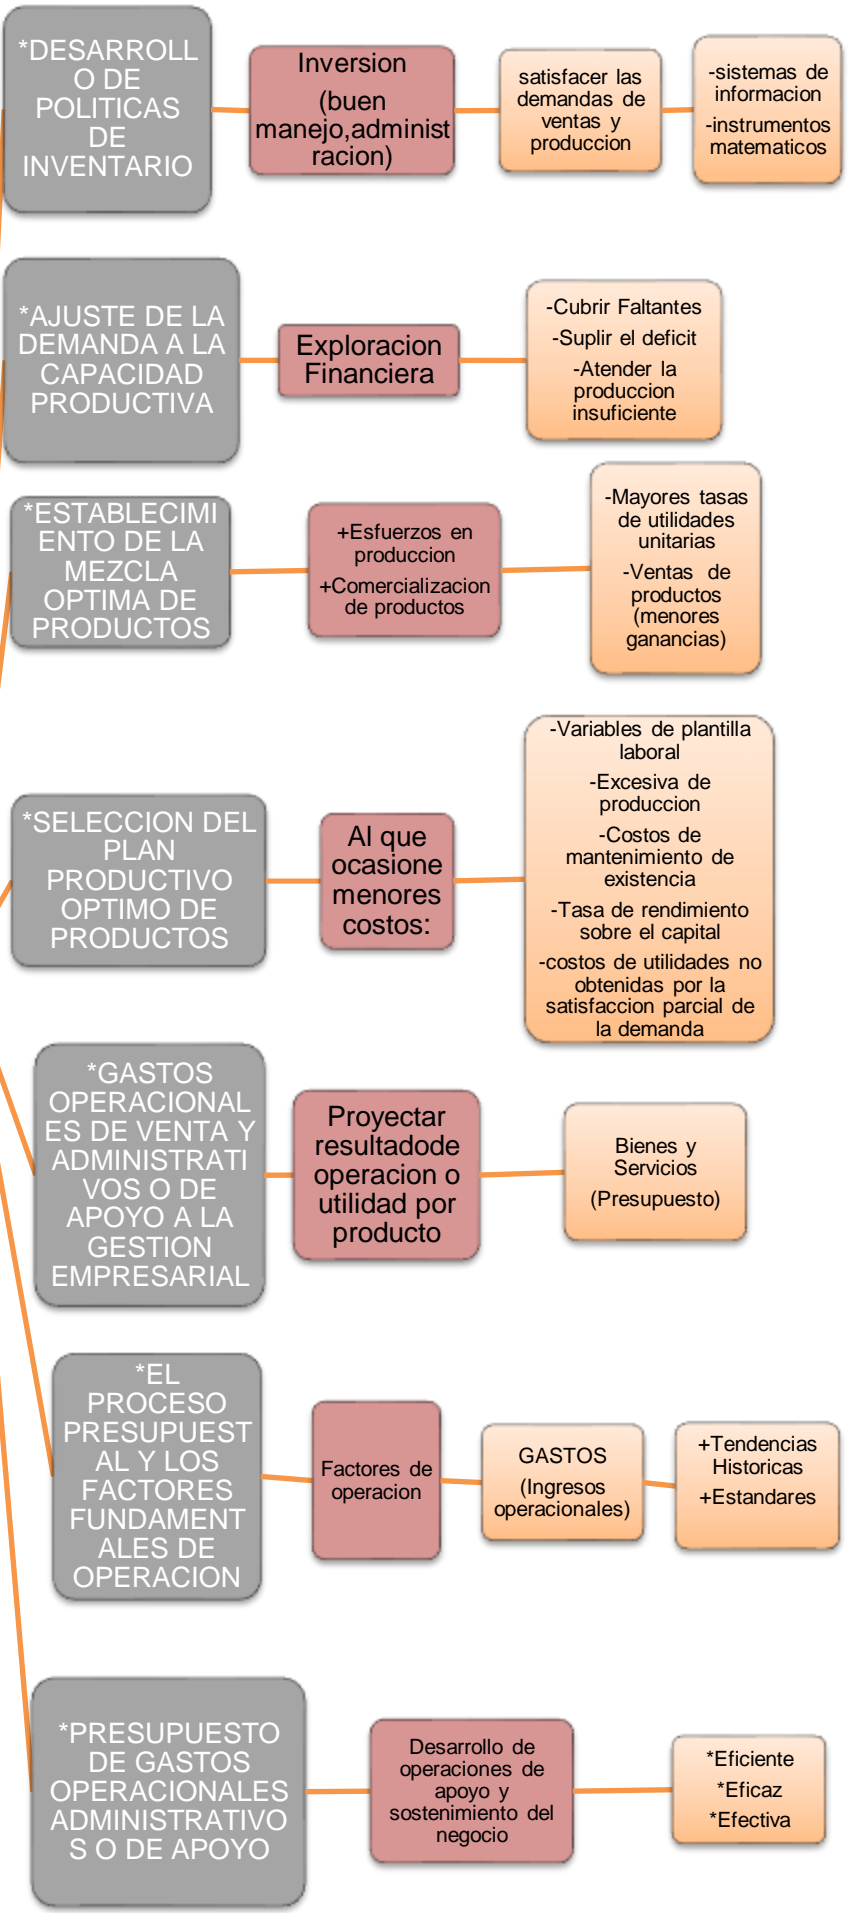 *DESARROLL
O DE
POLITICAS
DE
INVENTARIO
Inversion
(buen
manejo,administ
racion)
satisfacer las
demandas de
ventas y
produccion
-sistemas de
informacion
-instrumentos
matematicos
*AJUSTE DE LA
DEMANDA A LA
CAPACIDAD
PRODUCTIVA
Exploracion
Financiera
-Cubrir Faltantes
-Suplir el deficit
-Atender la
produccion
insuficiente
*ESTABLECIMI
ENTO DE LA
MEZCLA
OPTIMA DE
PRODUCTOS
+Esfuerzos en
produccion
+Comercializacion
de productos
-Mayores tasas
de utilidades
unitarias
-Ventas de
productos
(menores
ganancias)
*SELECCION DEL
PLAN
PRODUCTIVO
OPTIMO DE
PRODUCTOS
Al que
ocasione
menores
costos:
-Variables de plantilla
laboral
-Excesiva de
produccion
-Costos de
mantenimiento de
existencia
-Tasa de rendimiento
sobre el capital
-costos de utilidades no
obtenidas por la
satisfaccion parcial de
la demanda
*GASTOS
OPERACIONAL
ES DE VENTA Y
ADMINISTRATI
VOS O DE
APOYO A LA
GESTION
EMPRESARIAL
Proyectar
resultadode
operacion o
utilidad por
producto
Bienes y
Servicios
(Presupuesto)
*EL
PROCESO
PRESUPUEST
AL Y LOS
FACTORES
FUNDAMENT
ALES DE
OPERACION
Factores de
operacion
GASTOS
(Ingresos
operacionales)
+Tendencias
Historicas
+Estandares
*PRESUPUESTO
DE GASTOS
OPERACIONALES
ADMINISTRATIVO
S O DE APOYO
Desarrollo de
operaciones de
apoyo y
sostenimiento del
negocio
*Eficiente
*Eficaz
*Efectiva